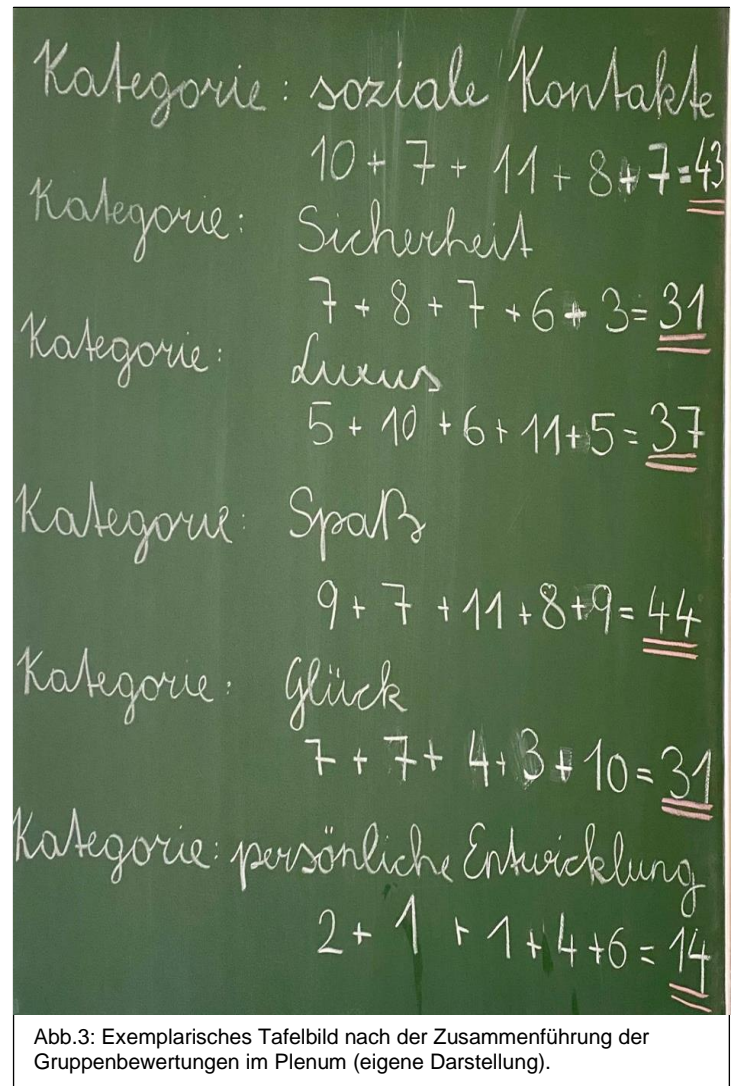 Kategorie: soziale Kontakte
10 + 7 + 11 + 8 + 7 = 43
Kategorie: Sicherheit
7 + 8 + 7 + 6 + 3 = 31
Kategorie: Luxus
5 + 10 + 6 + 11 + 5 = 37
Kategorie: Spaß
9 + 7 + 11 + 8 + 9 = 44
Kategorie: Glück
7 + 7 + 4 + 3 + 10 = 31
Kategorie: persönliche Entwicklung
2 + 1 + 1 + 4 + 6 = 14
Abb.3: Exemplarisches Tafelbild nach der Zusammenführung der
Gruppenbewertungen im Plenum (eigene Darstellung).